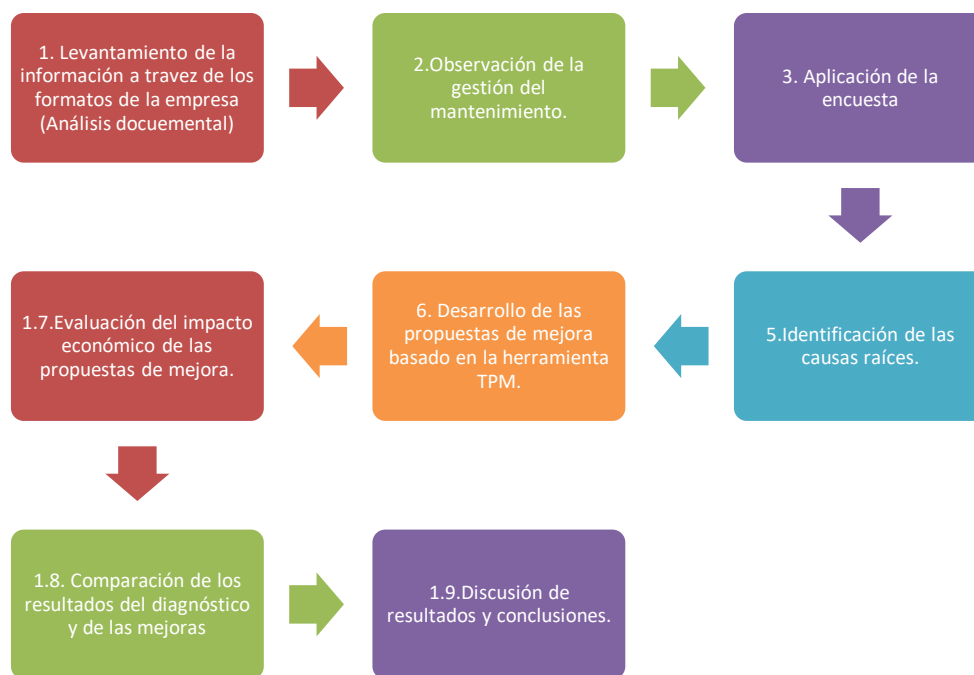 1. Levantamiento de la
información a travez de los
formatos de la empresa
(Análisis docuemental)
2.Observación de la
gestión del
mantenimiento.
3. Aplicación de la
encuesta
5.Identificación de las
causas raíces.
6. Desarrollo de las
propuestas de mejora
basado en la herramienta
TPM.
1.7.Evaluación del impacto
económico de las
propuestas de mejora.
1.8. Comparación de los
resultados del diagnóstico
y de las mejoras
1.9.Discusión de
resultados y conclusiones.